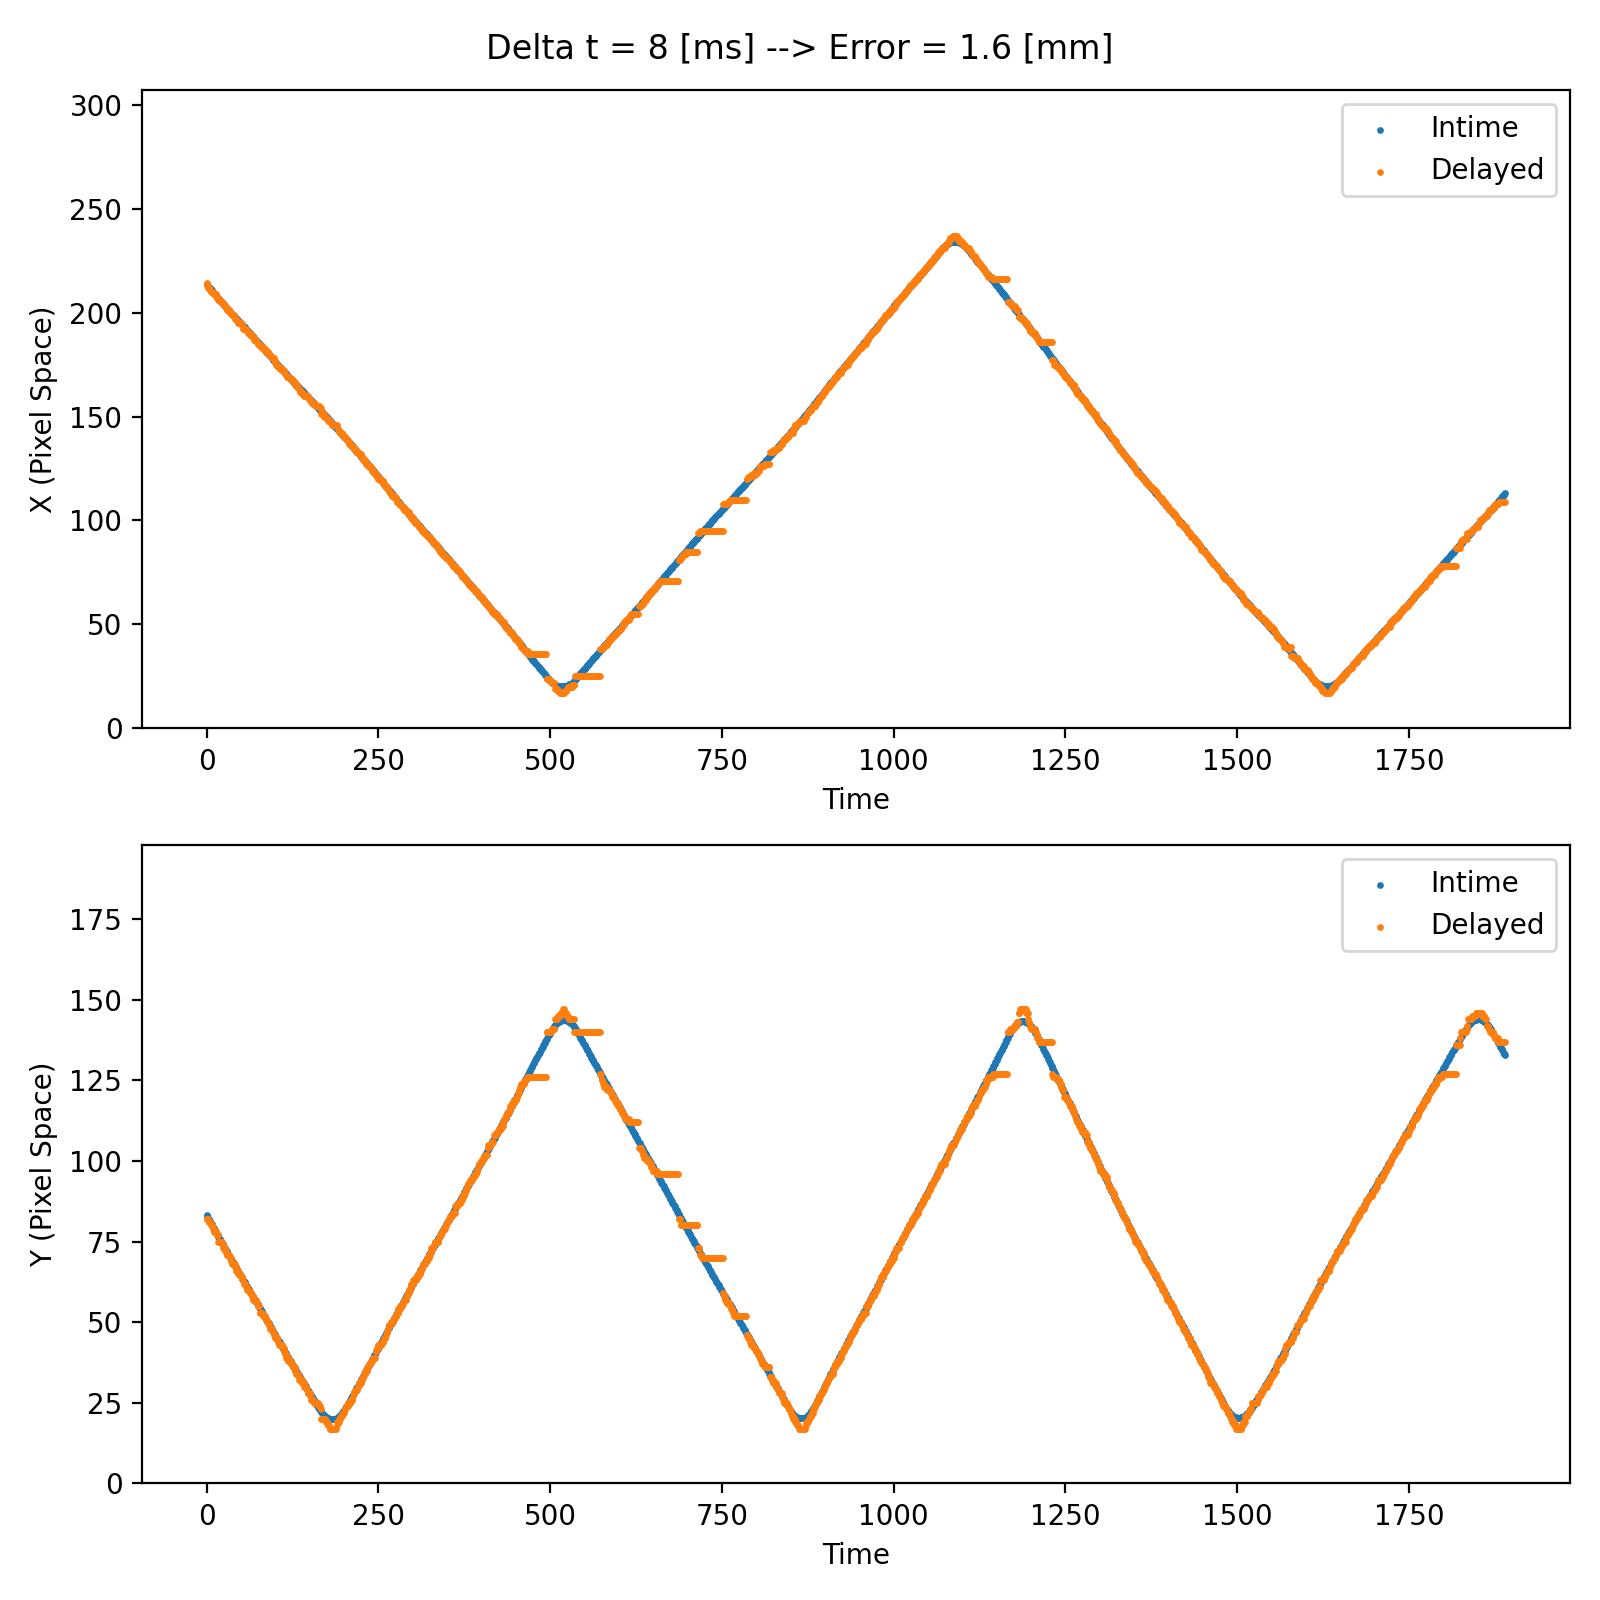 Delta t = 8 [ms] --> Error = 1.6 [mm]
300
250
200
150
100
50
0
X (Pixel Space)
Intime
Delayed
0 250 500 750 1000 1250 1500 1750
Time
175
150
125
100
75
50
25
0
Y (Pixel Space)
Intime
Delayed
0 250 500 750 1000 1250 1500 1750
Time